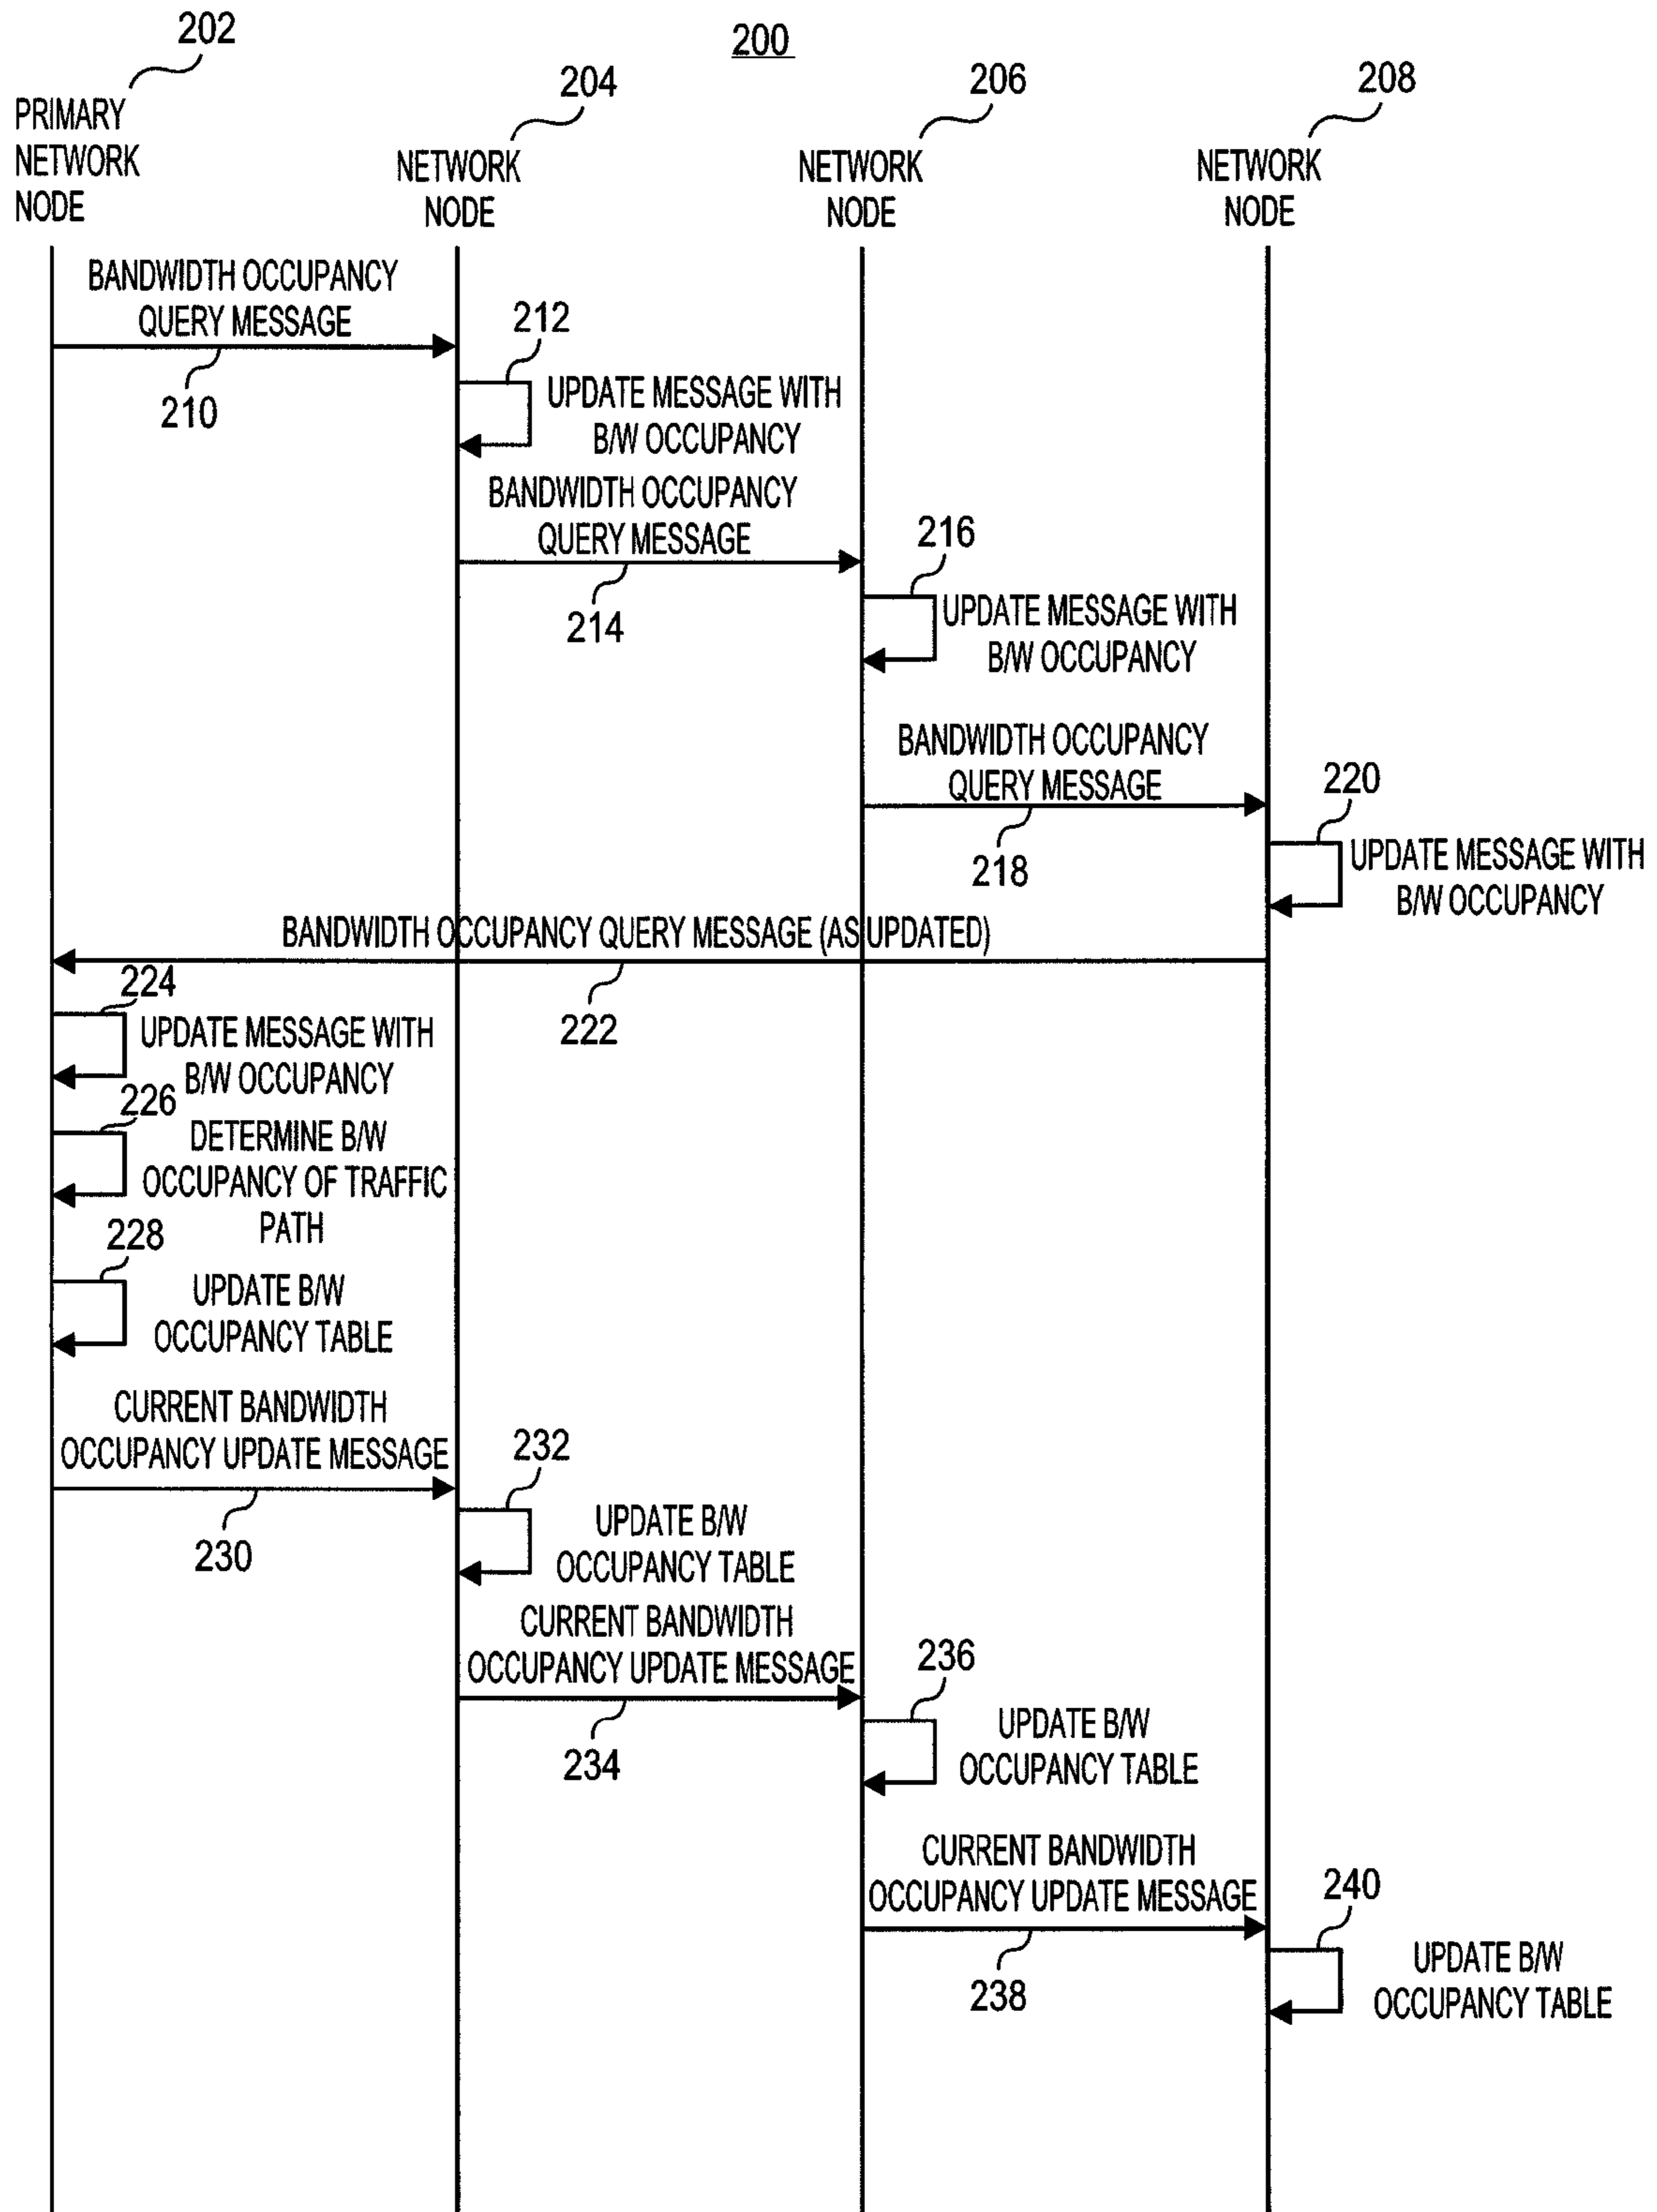 200
202
PRIMARY
NETWORK
NODE
204
NETWORK
NODE
206
NETWORK
NODE
208
NETWORK
NODE
BANDWIDTH OCCUPANCY
QUERY MESSAGE
210
212
UPDATE MESSAGE WITH
B/W OCCUPANCY
BANDWIDTH OCCUPANCY
QUERY MESSAGE
214
216
UPDATE MESSAGE WITH
B/W OCCUPANCY
BANDWIDTH OCCUPANCY
QUERY MESSAGE
218
220
UPDATE MESSAGE WITH
B/W OCCUPANCY
BANDWIDTH OCCUPANCY QUERY MESSAGE (AS UPDATED)
222
224
UPDATE MESSAGE WITH
B/W OCCUPANCY
226
DETERMINE B/W
OCCUPANCY OF TRAFFIC
PATH
228
UPDATE B/W
OCCUPANCY TABLE
CURRENT BANDWIDTH
OCCUPANCY UPDATE MESSAGE
230
232
UPDATE B/W
OCCUPANCY TABLE
CURRENT BANDWIDTH
OCCUPANCY UPDATE MESSAGE
234
236
UPDATE B/W
OCCUPANCY TABLE
CURRENT BANDWIDTH
OCCUPANCY UPDATE MESSAGE
238
240
UPDATE B/W
OCCUPANCY TABLE